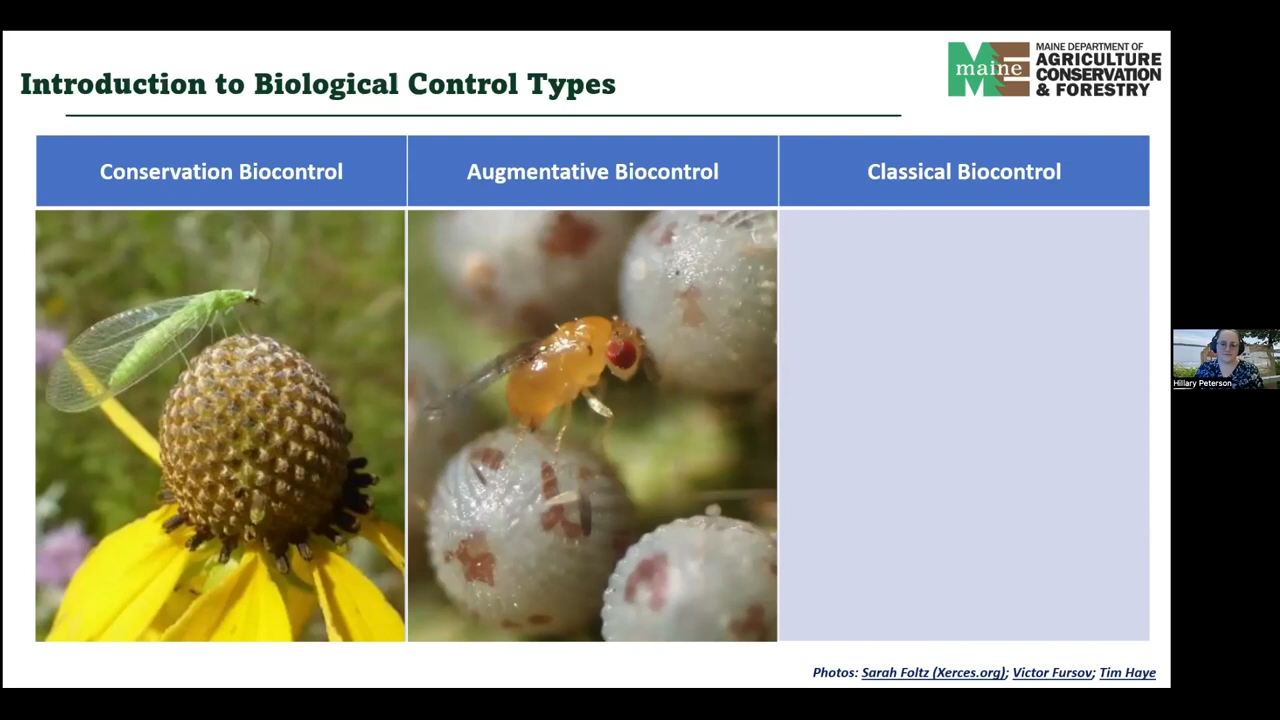 Introduction to Biological Control Types
maine
MAINE DEPARTMENT OF
AGRICULTURE
CONSERVATION
& FORESTRY
Conservation Biocontrol
Augmentative Biocontrol
Classical Biocontrol
Hillary Peterson
Photos: Sarah Foltz (Xerces.org); Victor Fursov; Tim Haye